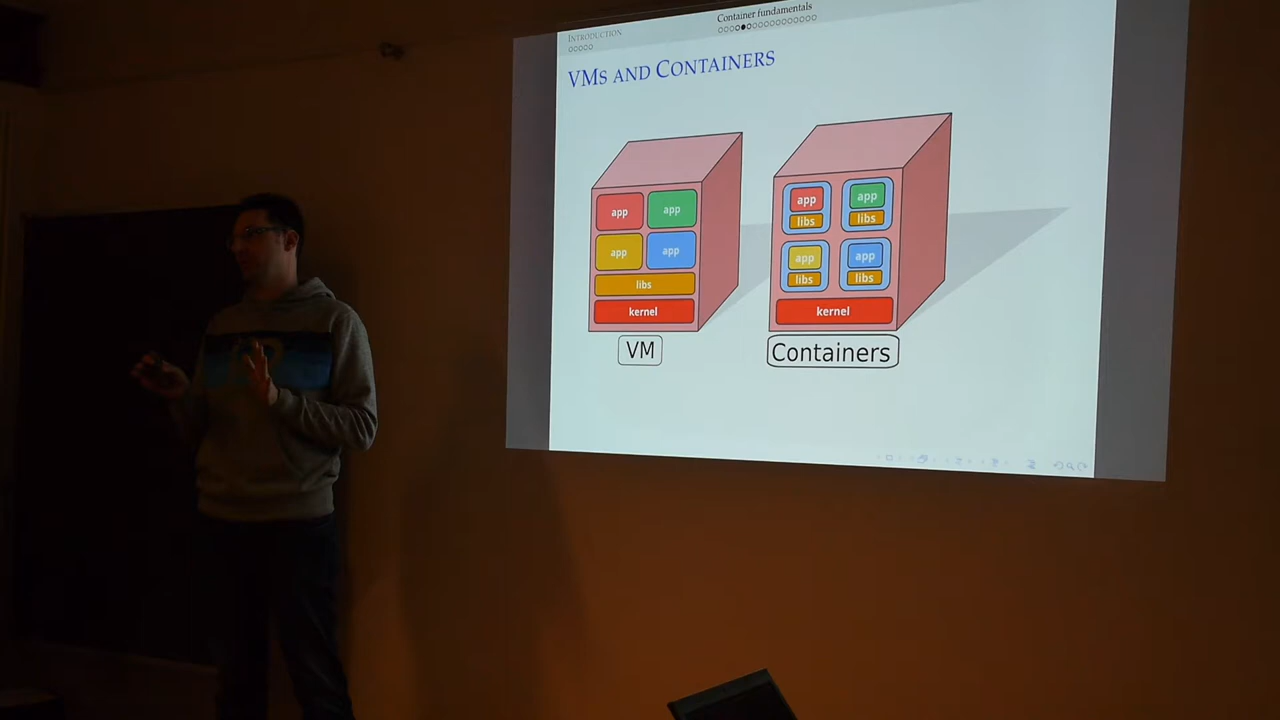 Container fundamentals
INTRODUCTION
VMS AND CONTAINERS
app app
app app
libs
kernel
VM
app app
libs libs
app app
libs libs
kernel
Containers